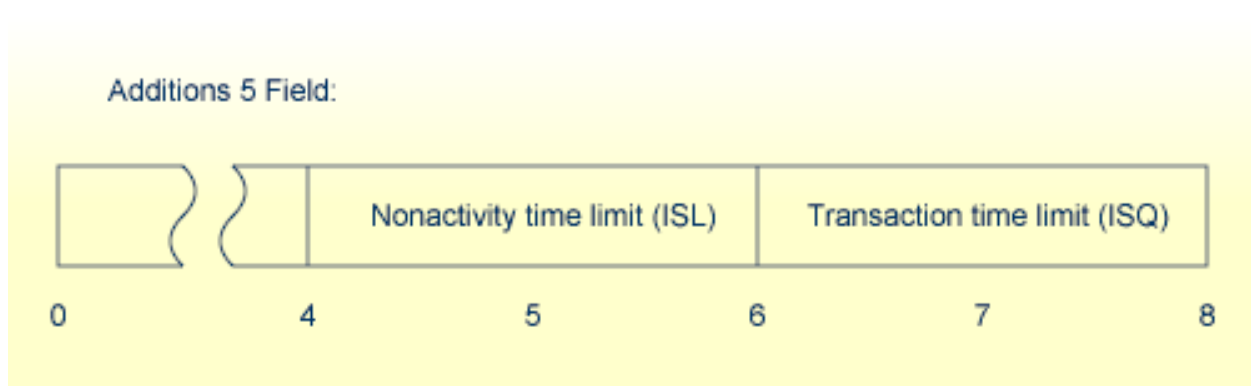 Additions 5 Field:
Nonactivity time limit (ISL) Transaction time limit (ISQ)
0 4 5 6 7 8